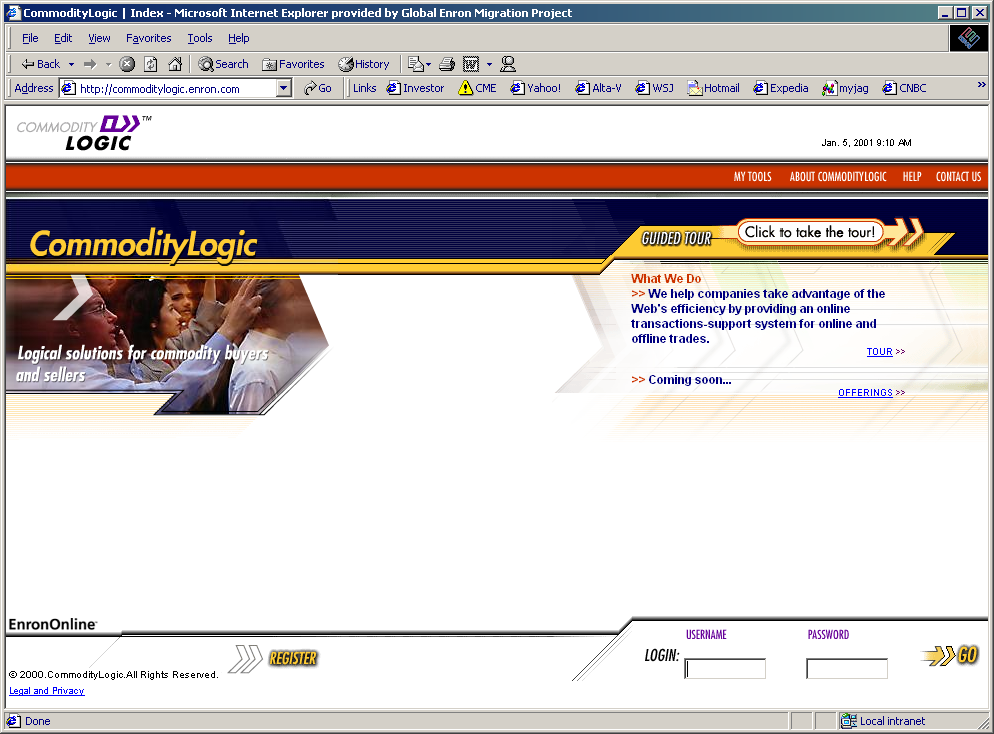 CommodityLogic | Index - Microsoft Internet Explorer provided by Global Enron Migration Project
File Edit View Favorites Tools Help
Back Search Favorites History
Address http://commoditylogic.enron.com Go Links Investor CME Yahoo! Alta-V WSJ Hotmail Expedia myjag CNBC »
COMMODITY TM
LOGIC
Jan. 5, 2001 9:10 AM
MY TOOLS ABOUT COMMODITYLOGIC HELP CONTACT US
CommodityLogic
GUIDED TOUR Click to take the tour!
What We Do
>> We help companies take advantage of the
Web's efficiency by providing an online
transactions-support system for online and
offline trades.
TOUR >>
>> Coming soon...
OFFERINGS >>
Logical solutions for commodity buyers
and sellers
EnronOnline™
USERNAME PASSWORD
LOGIN: GO
REGISTER
© 2000.CommodityLogic.All Rights Reserved.
Legal and Privacy
Done Local intranet